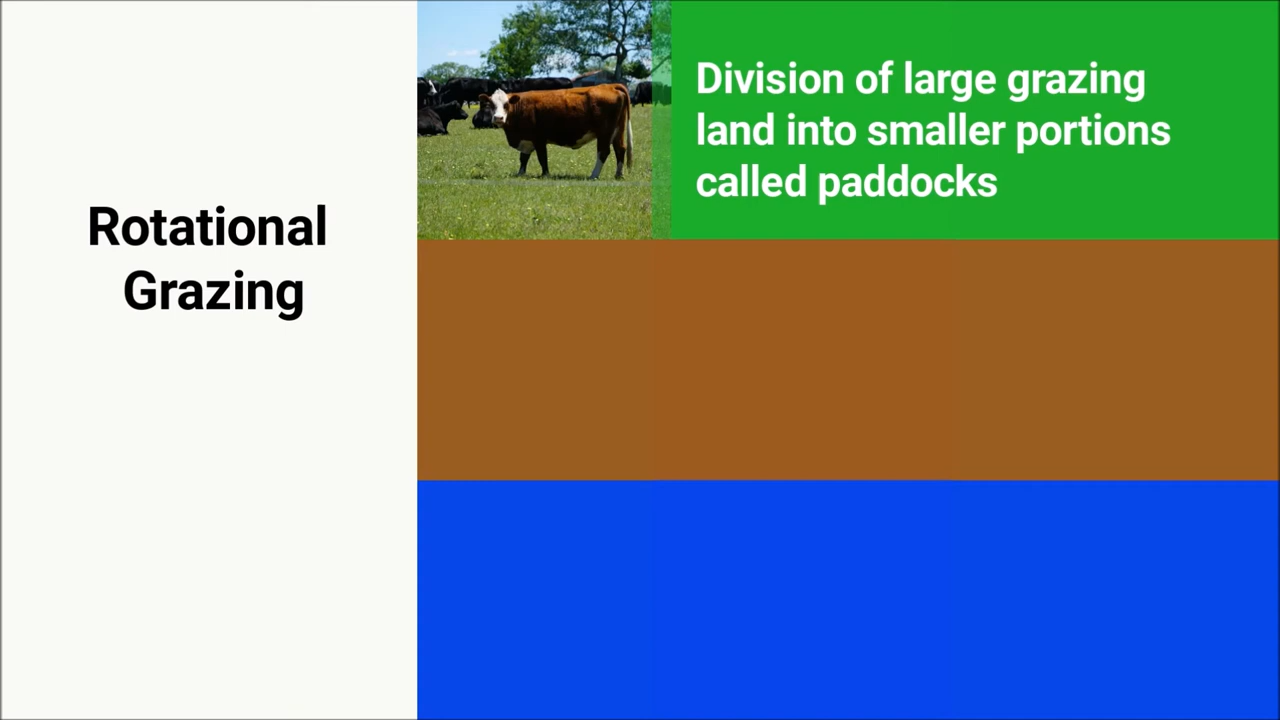 Rotational
Grazing
Division of large grazing
land into smaller portions
called paddocks